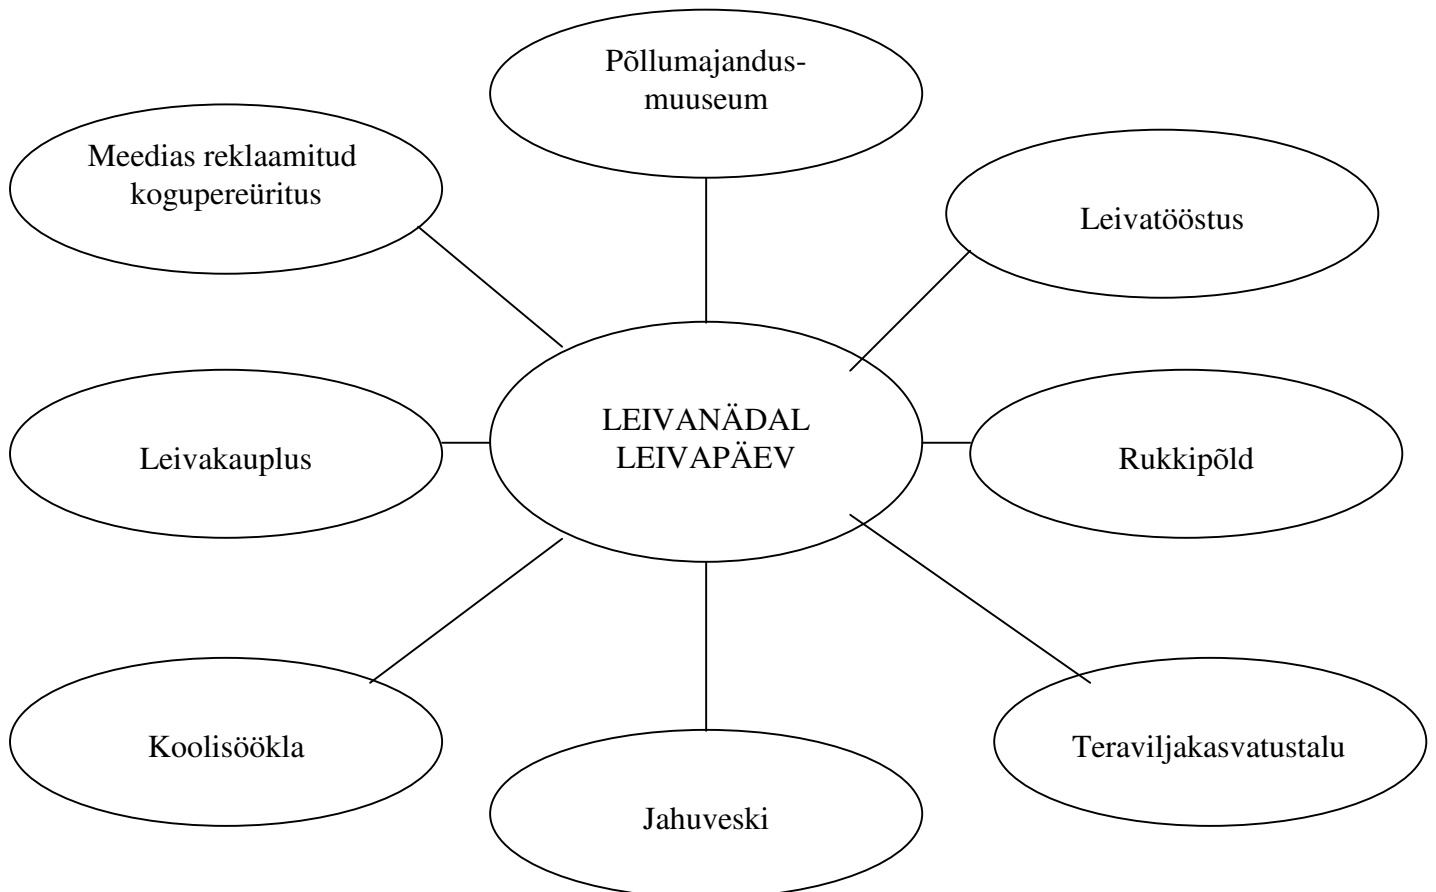 Põllumajandus-
muuseum
Meedias reklaamitud
kogupereüritus
Leivatööstus
LEIVANÄDAL
LEIVAPÄEV
Leivakauplus
Rukkipõld
Koolisöökla
Teraviljakasvatustalu
Jahuveski